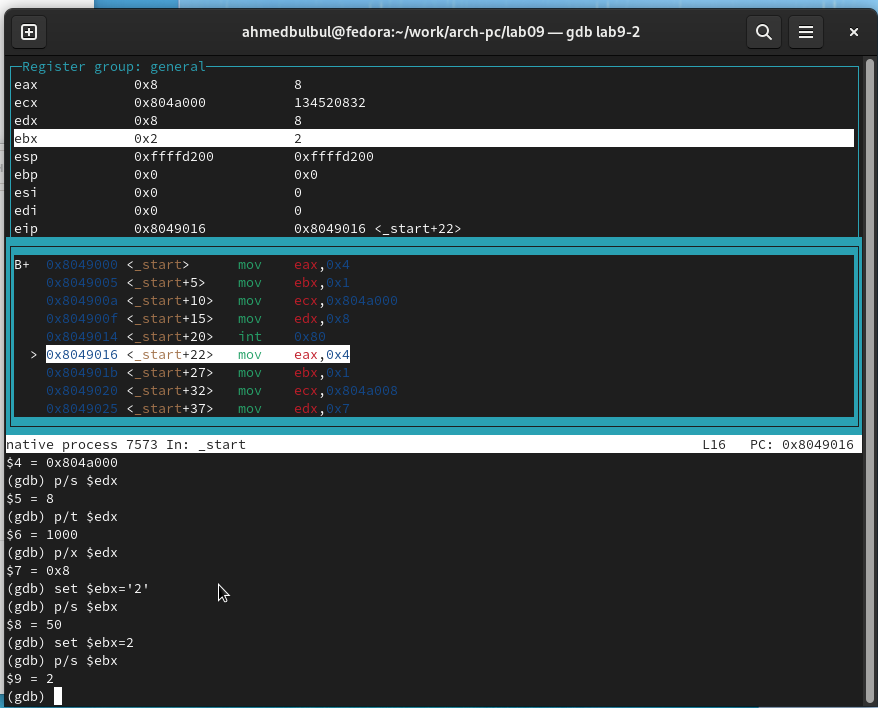 ahmedbulbul@fedora:~/work/arch-pc/lab09 — gdb lab9-2
Register group: general
eax 0x8 8
ecx 0x804a000 134520832
edx 0x8 8
ebx 0x2 2
esp 0xffffd200 0xffffd200
ebp 0x0 0x0
esi 0x0 0
edi 0x0 0
eip 0x8049016 0x8049016 <_start+22>
B+ 0x8049000 <_start> mov eax,0x4
0x8049005 <_start+5> mov ebx,0x1
0x804900a <_start+10> mov ecx,0x804a000
0x804900f <_start+15> mov edx,0x8
0x8049014 <_start+20> int 0x80
> 0x8049016 <_start+22> mov eax,0x4
0x804901b <_start+27> mov ebx,0x1
0x8049020 <_start+32> mov ecx,0x804a008
0x8049025 <_start+37> mov edx,0x7
native process 7573 In: _start L16 PC: 0x8049016
$4 = 0x804a000
(gdb) p/s $edx
$5 = 8
(gdb) p/t $edx
$6 = 1000
(gdb) p/x $edx
$7 = 0x8
(gdb) set $ebx='2'
(gdb) p/s $ebx
$8 = 50
(gdb) set $ebx=2
(gdb) p/s $ebx
$9 = 2
(gdb)